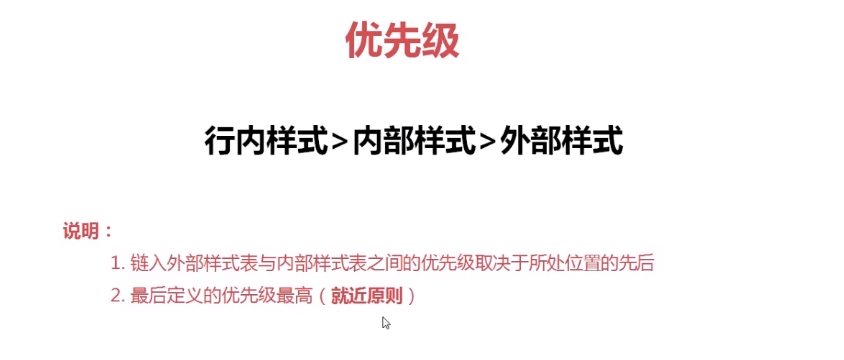 优先级
行内样式>内部样式>外部样式
说明：
1. 链入外部样式表与内部样式表之间的优先级取决于所处位置的先后
2. 最后定义的优先级最高（就近原则）